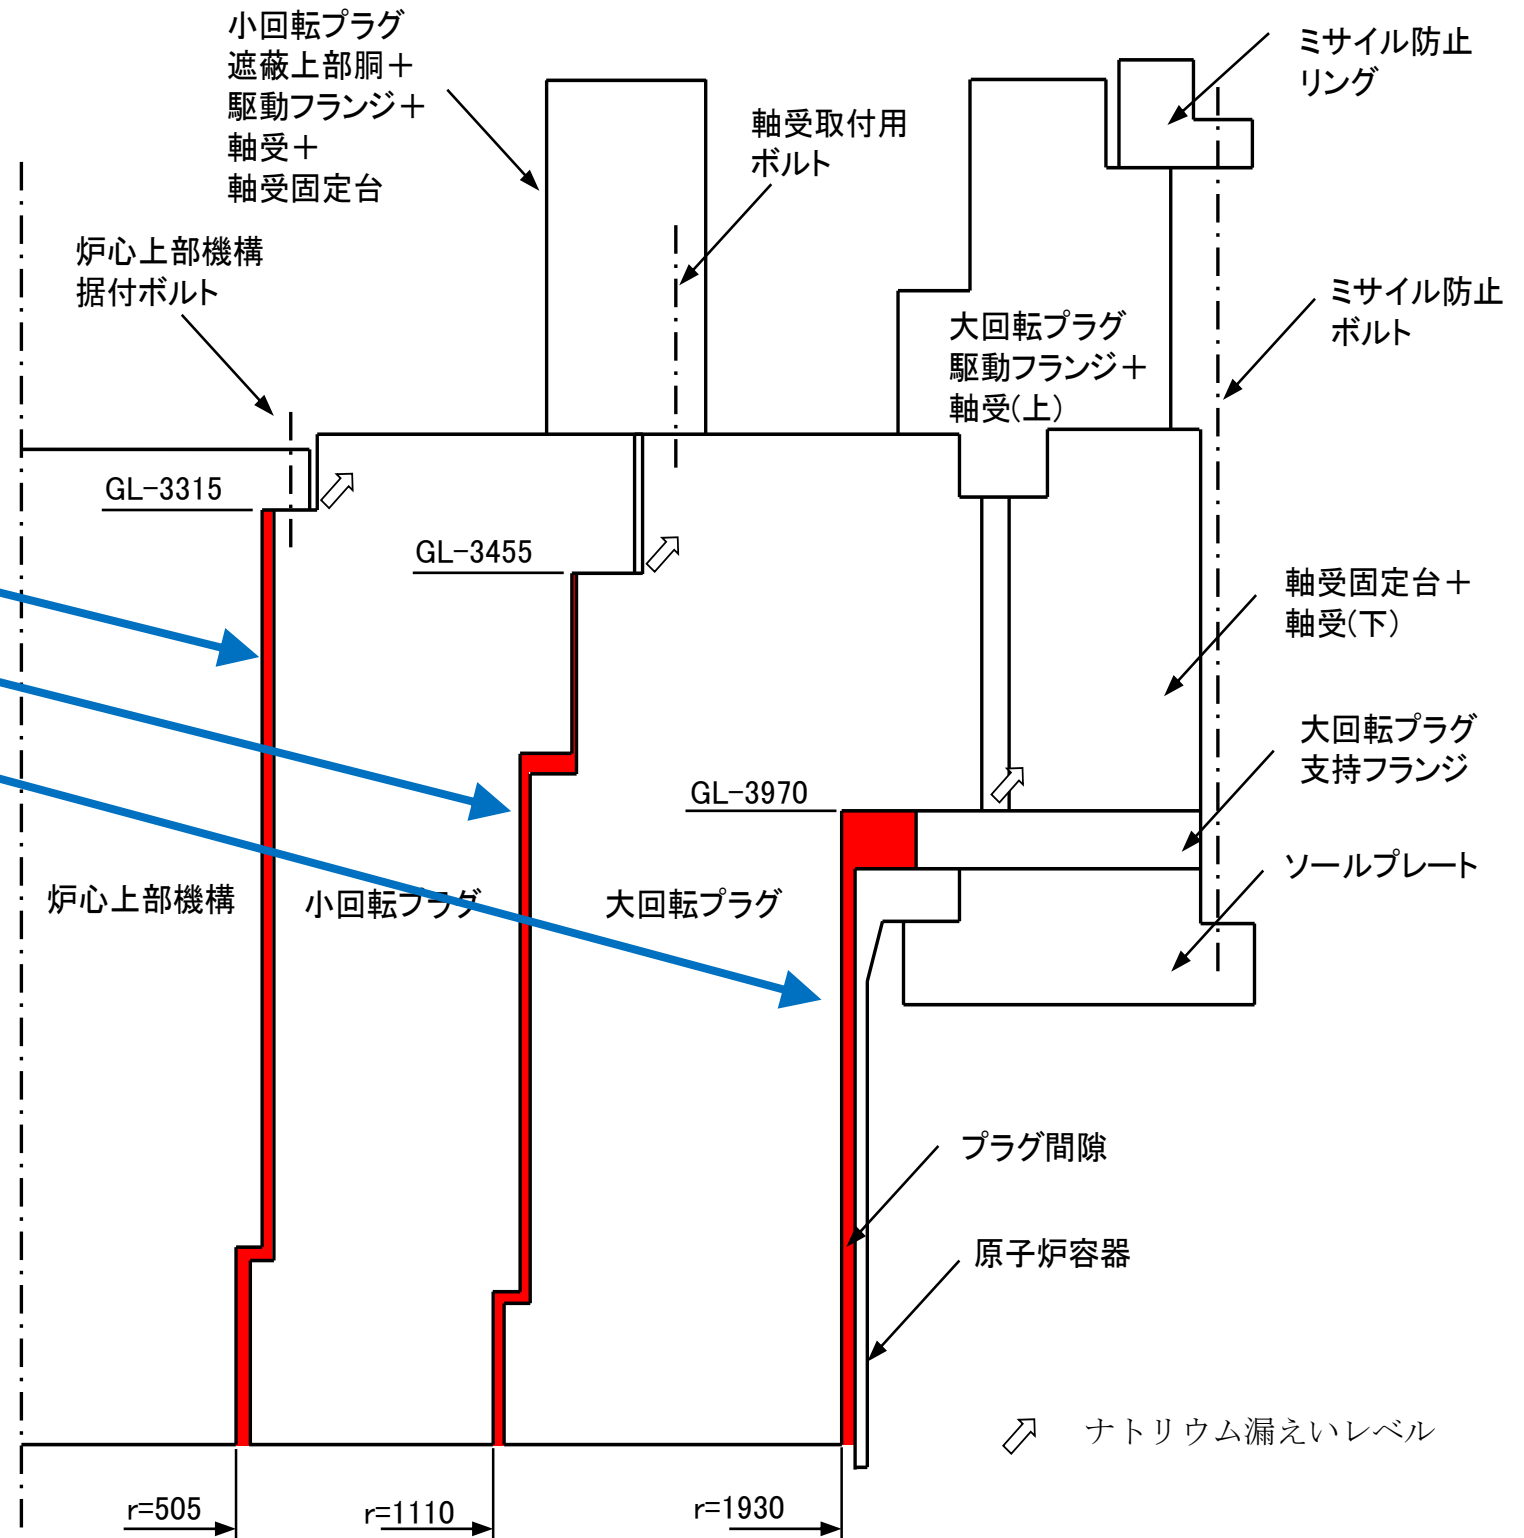 小回転プラグ
遮蔽上部胴＋
駆動フランジ＋
軸受＋
軸受固定台
軸受取付用
ボルト
ミサイル防止
リング
炉心上部機構
据付ボルト
ミサイル防止
ボルト
大回転プラグ
駆動フランジ＋
軸受(上)
GL-3315
GL-3455
軸受固定台＋
軸受(下)
大回転プラグ
支持フランジ
GL-3970
ソールプレート
炉心上部機構
小回転プラグ
大回転プラグ
プラグ間隙
原子炉容器
ナトリウム漏えいレベル
r=505
r=1110
r=1930